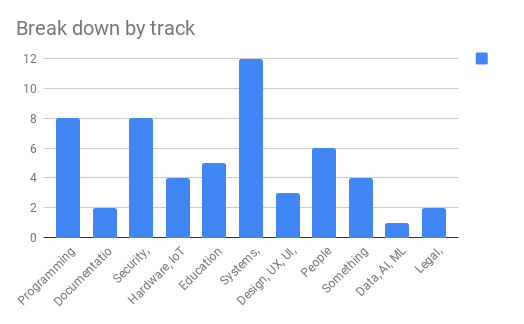 Break down by track
12
10
8
6
4
2
0
Programming
Documentatio
Security,
Hardware, IoT
Education
Systems,
Design, UX, UI,
People
Something
Data, AI, ML
Legal,